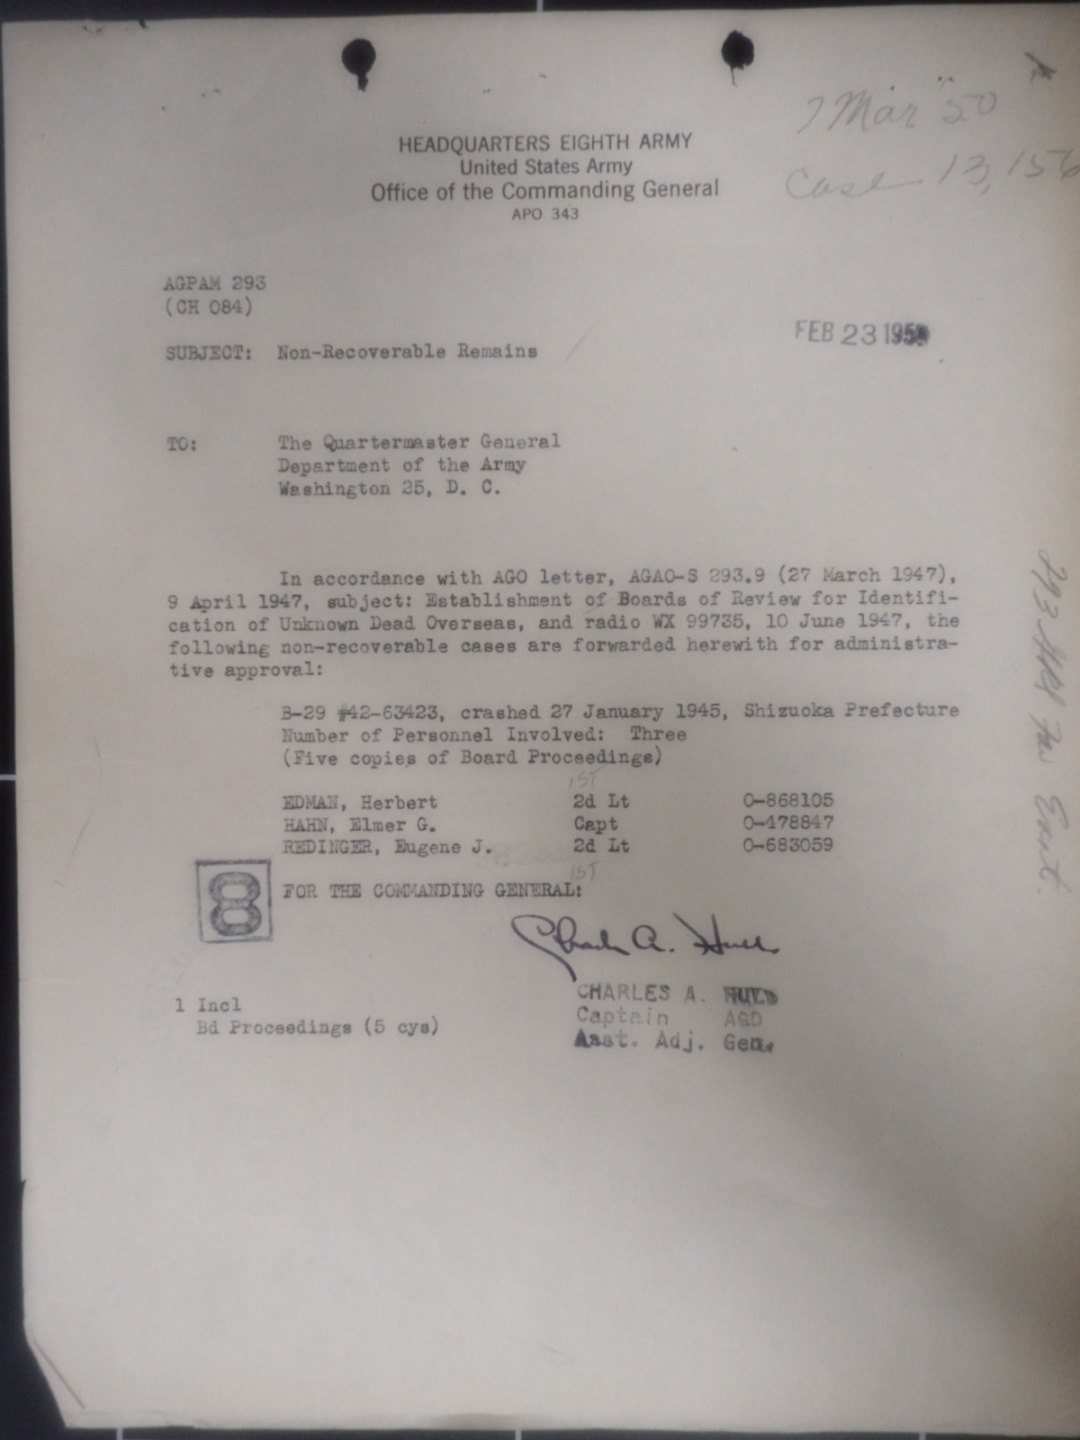 7 Mar 50
Case 13,156
HEADQUARTERS EIGHTH ARMY
United States Army
Office of the Commanding General
APO 343
AGPAM 293
(CH 084)
FEB 23 1950
SUBJECT: Non-Recoverable Remains
TO: The Quartermaster General
Department of the Army
Washington 25, D. C.
In accordance with AGO letter, AGAO-S 293.9 (27 March 1947),
9 April 1947, subject: Establishment of Boards of Review for Identifi-
cation of Unknown Dead Overseas, and radio WX 99735, 10 June 1947, the
following non-recoverable cases are forwarded herewith for administra-
tive approval:
B-29 #42-63423, crashed 27 January 1945, Shizuoka Prefecture
Number of Personnel Involved: Three
(Five copies of Board Proceedings)
1ST
EDMAN, Herbert 2d Lt O-868105
HAHN, Elmer G. Capt O-478847
REDINGER, Eugene J. 2d Lt O-683059
1ST
8
FOR THE COMMANDING GENERAL:
Charles A. Hull
CHARLES A. HULL
1 Incl
Captain AGD
Bd Proceedings (5 cys)
Asst. Adj. Gen.
293 Far East.